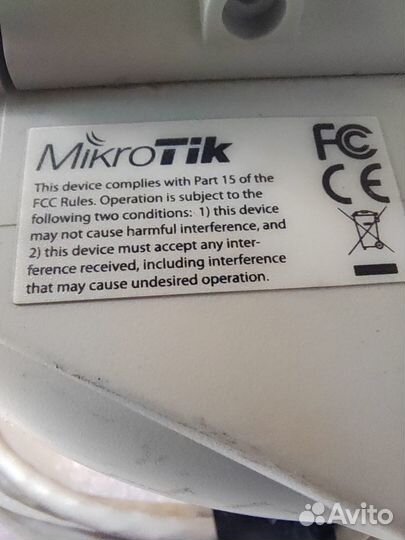 MikroTik
FC
CE
This device complies with Part 15 of the
FCC Rules. Operation is subject to the
following two conditions: 1) this device
may not cause harmful interference, and
2) this device must accept any inter-
ference received, including interference
that may cause undesired operation.
Avito